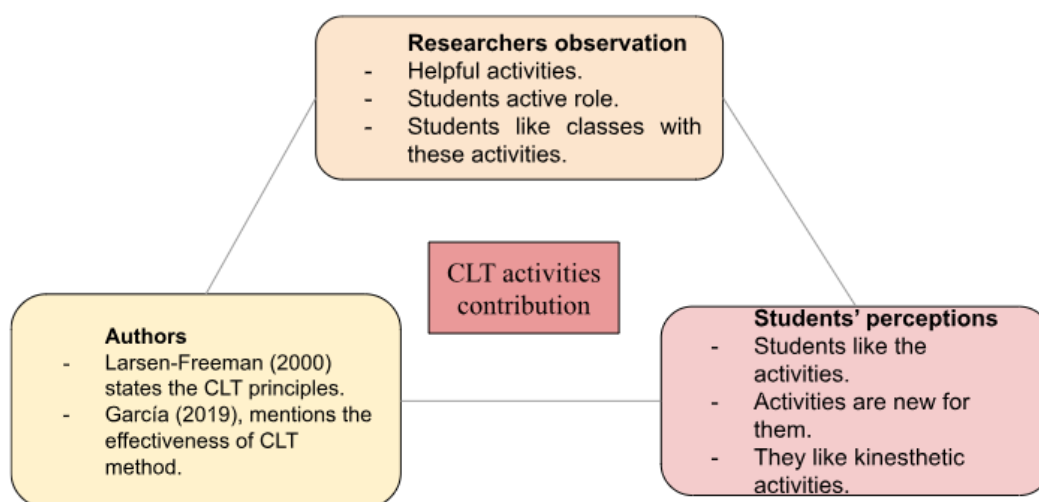 Researchers observation
- Helpful activities.
- Students active role.
- Students like classes with
these activities.
CLT activities
contribution
Authors
- Larsen-Freeman (2000)
states the CLT principles.
- García (2019), mentions the
effectiveness of CLT
method.
Students’ perceptions
- Students like the
activities.
- Activities are new for
them.
- They like kinesthetic
activities.